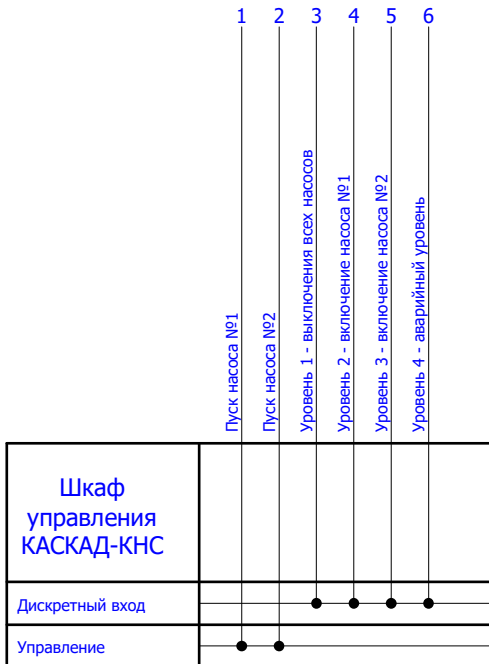 1 2 3 4 5 6
Пуск насоса №1
Пуск насоса №2
Уровень 1 - выключения всех насосов
Уровень 2 - включение насоса №1
Уровень 3 - включение насоса №2
Уровень 4 - аварийный уровень
Шкаф
управления
КАСКАД-КНС
Дискретный вход
Управление